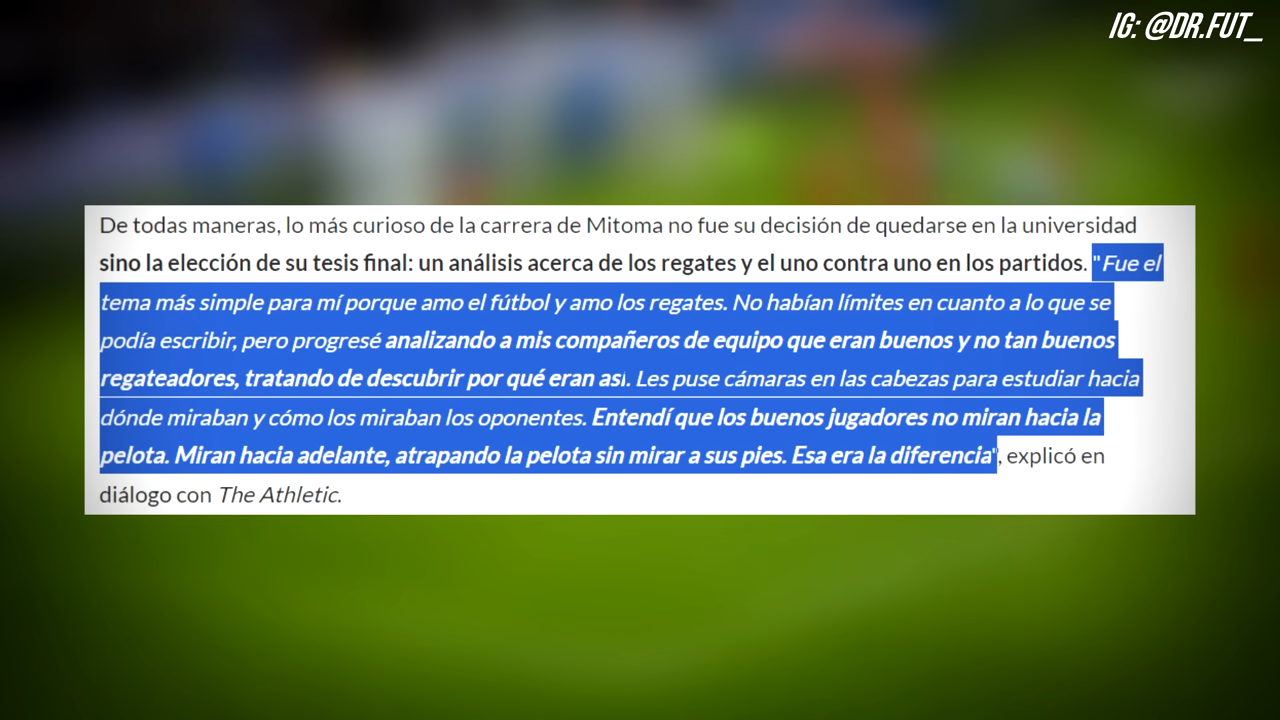 IG: @DR.FUT_
De todas maneras, lo más curioso de la carrera de Mitoma no fue su decisión de quedarse en la universidad
sino la elección de su tesis final: un análisis acerca de los regates y el uno contra uno en los partidos. "Fue el
tema más simple para mí porque amo el fútbol y amo los regates. No habían límites en cuanto a lo que se
podía escribir, pero progresé analizando a mis compañeros de equipo que eran buenos y no tan buenos
regateadores, tratando de descubrir por qué eran así. Les puse cámaras en las cabezas para estudiar hacia
dónde miraban y cómo los miraban los oponentes. Entendí que los buenos jugadores no miran hacia la
pelota. Miran hacia adelante, atrapando la pelota sin mirar a sus pies. Esa era la diferencia", explicó en
diálogo con The Athletic.